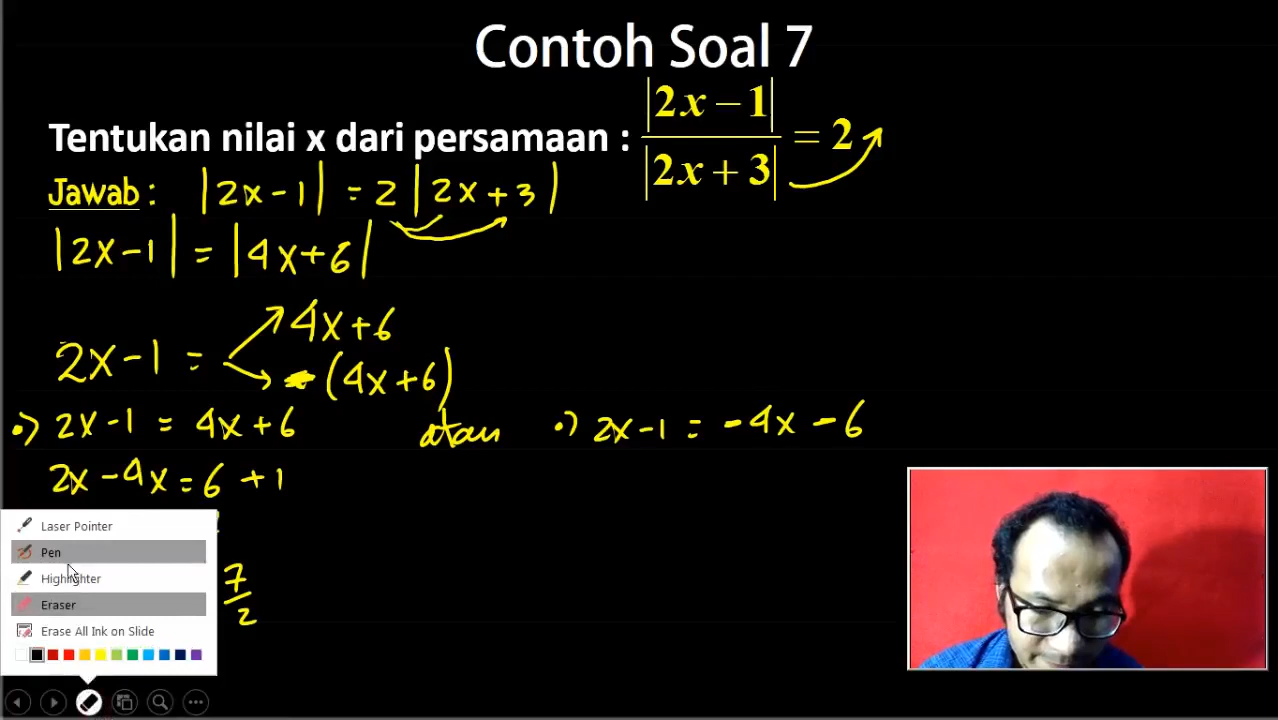 Contoh Soal 7
Tentukan nilai x dari persamaan : |2x − 1| / |2x + 3| = 2
Jawab : |2x - 1| = 2 |2x + 3|
|2x - 1| = |4x + 6|
2x - 1 = 4x + 6
(4x + 6)
•) 2x - 1 = 4x + 6 atau •) 2x - 1 = -4x - 6
2x - 4x = 6 + 1
7/2
Laser Pointer
Pen
Highlighter
Eraser
Erase All Ink on Slide